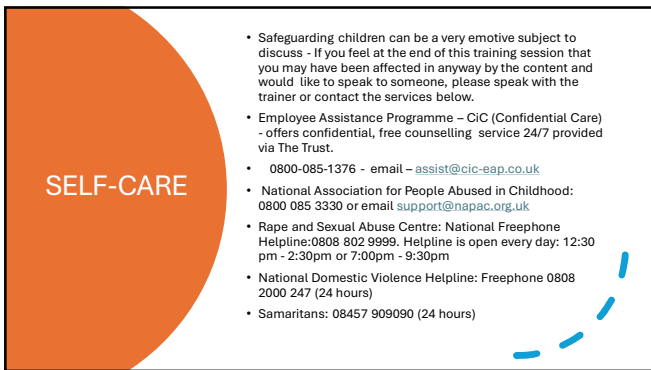 SELF-CARE
• Safeguarding children can be a very emotive subject to
discuss - If you feel at the end of this training session that
you may have been affected in anyway by the content and
would like to speak to someone, please speak with the
trainer or contact the services below.
• Employee Assistance Programme – CiC (Confidential Care)
- offers confidential, free counselling service 24/7 provided
via The Trust.
• 0800-085-1376 - email – assist@cic-eap.co.uk
• National Association for People Abused in Childhood:
0800 085 3330 or email support@napac.org.uk
• Rape and Sexual Abuse Centre: National Freephone
Helpline:0808 802 9999. Helpline is open every day: 12:30
pm - 2:30pm or 7:00pm - 9:30pm
• National Domestic Violence Helpline: Freephone 0808
2000 247 (24 hours)
• Samaritans: 08457 909090 (24 hours)